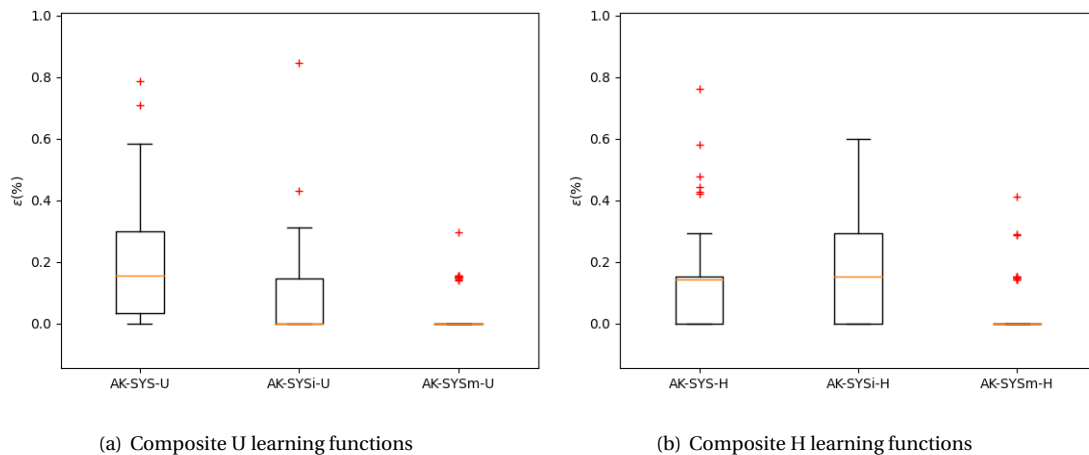 1.0
0.8
0.6
0.4
0.2
0.0
ε(%)
AK-SYS-U AK-SYSi-U AK-SYSm-U
(a) Composite U learning functions
1.0
0.8
0.6
0.4
0.2
0.0
ε(%)
AK-SYS-H AK-SYSi-H AK-SYSm-H
(b) Composite H learning functions